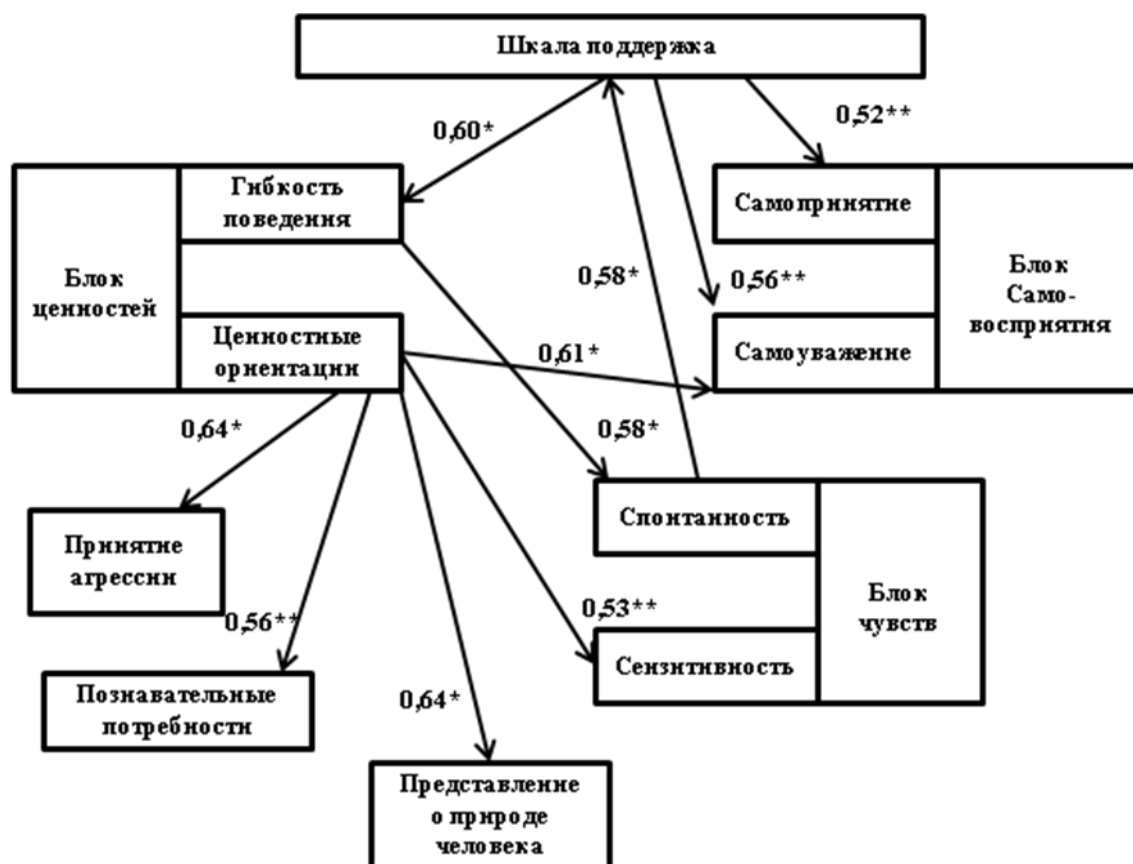 Шкала поддержка
0,60*
0,52**
Гибкость
поведения
Самопринятие
Блок
ценностей
0,58*
0,56**
Блок
Само-
восприятия
Ценностные
ориентации
0,61*
Самоуважение
0,64*
0,58*
Спонтанность
Принятие
агрессии
Блок
чувств
0,56**
0,53**
Сензитивность
Познавательные
потребности
0,64*
Представление
о природе
человека